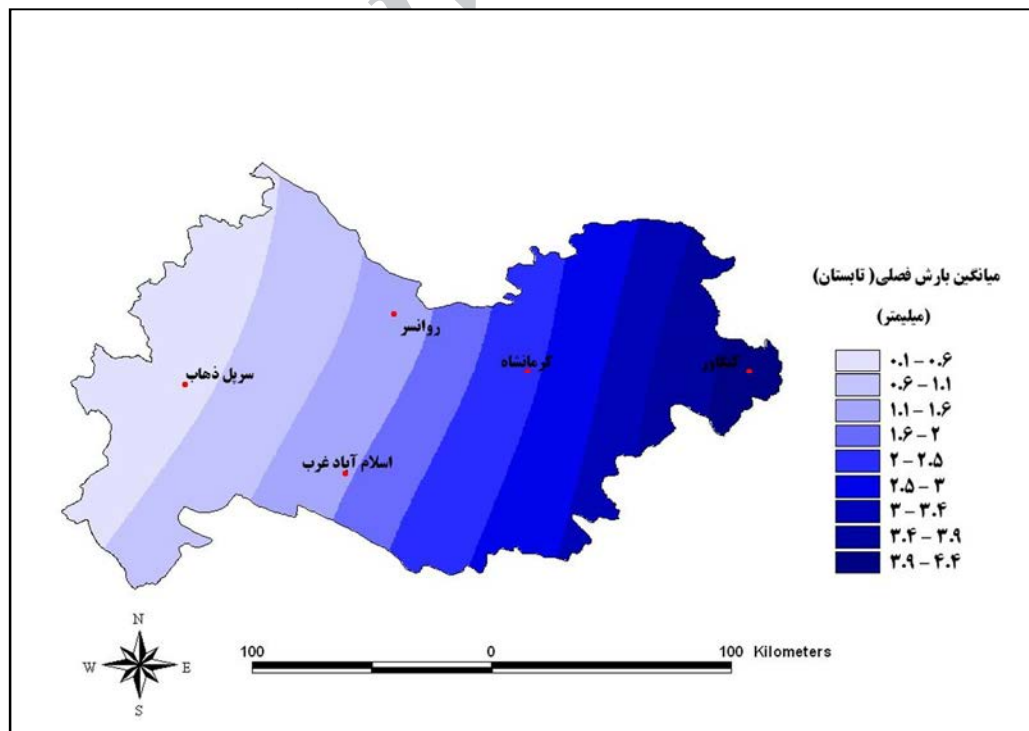 میانگین بارش فصلی( تابستان)
(میلیمتر)
۰.۱ – ۰.۶
۰.۶ – ۱.۱
۱.۱ – ۱.۶
۱.۶ – ۲
۲ – ۲.۵
۲.۵ – ۳
۳ – ۳.۴
۳.۴ – ۳.۹
۳.۹ – ۴.۴
روانسر
کرمانشاه
کنگاور
سرپل ذهاب
اسلام آباد غرب
N
W E
S
100 0 100 Kilometers